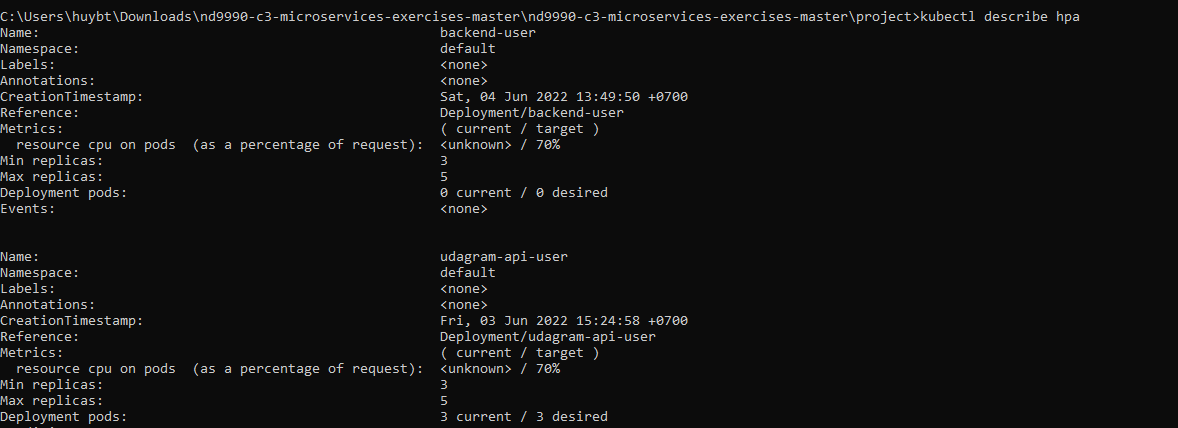 C:\Users\huybt\Downloads\nd9990-c3-microservices-exercises-master\nd9990-c3-microservices-exercises-master\project>kubectl describe hpa
Name: backend-user
Namespace: default
Labels: <none>
Annotations: <none>
CreationTimestamp: Sat, 04 Jun 2022 13:49:50 +0700
Reference: Deployment/backend-user
Metrics: ( current / target )
resource cpu on pods (as a percentage of request): <unknown> / 70%
Min replicas: 3
Max replicas: 5
Deployment pods: 0 current / 0 desired
Events: <none>
Name: udagram-api-user
Namespace: default
Labels: <none>
Annotations: <none>
CreationTimestamp: Fri, 03 Jun 2022 15:24:58 +0700
Reference: Deployment/udagram-api-user
Metrics: ( current / target )
resource cpu on pods (as a percentage of request): <unknown> / 70%
Min replicas: 3
Max replicas: 5
Deployment pods: 3 current / 3 desired